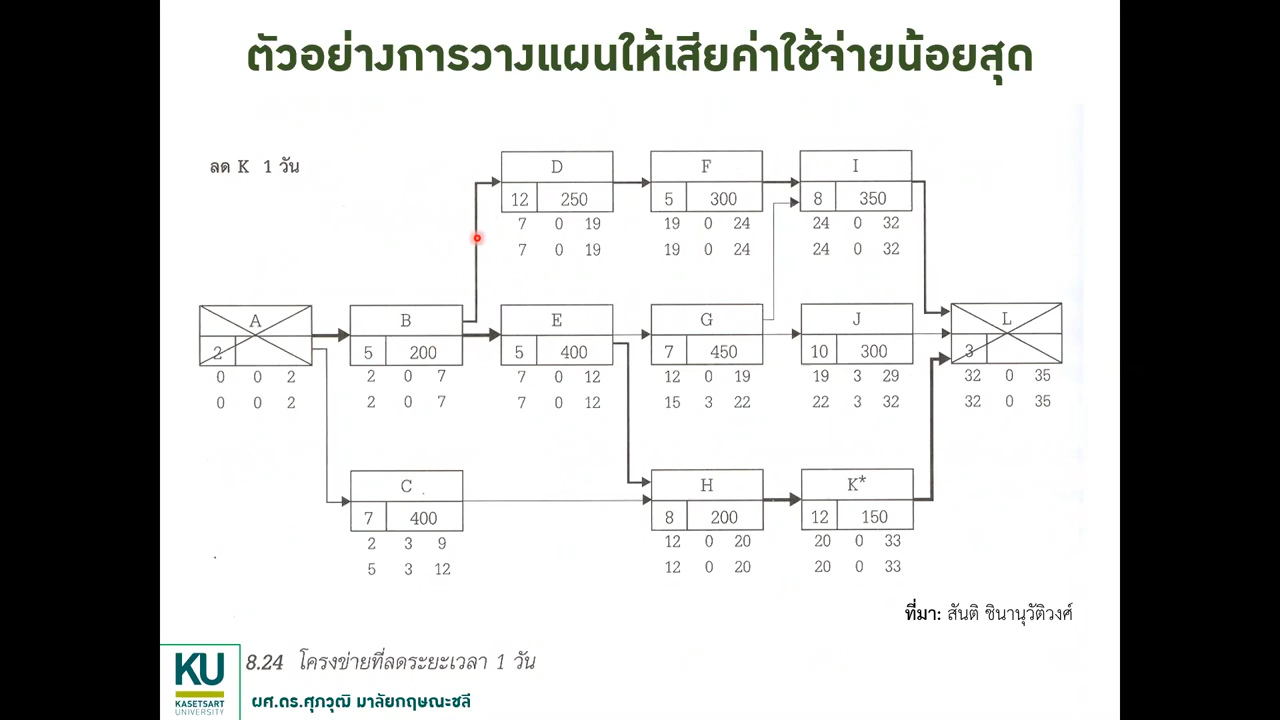 ตัวอย่างการวางแผนให้เสียค่าใช้จ่ายน้อยสุด
ลด K 1 วัน
D
12 250
7 0 19
7 0 19
F
5 300
19 0 24
19 0 24
I
8 350
24 0 32
24 0 32
A
2
0 0 2
0 0 2
B
5 200
2 0 7
2 0 7
E
5 400
7 0 12
7 0 12
G
7 450
12 0 19
15 3 22
J
10 300
19 3 29
22 3 32
L
3
32 0 35
32 0 35
C
7 400
2 3 9
5 3 12
H
8 200
12 0 20
12 0 20
K*
12 150
20 0 33
20 0 33
ที่มา: สันติ ชินานุวัติวงศ์
8.24 โครงข่ายที่ลดระยะเวลา 1 วัน
KU
KASETSART
UNIVERSITY
ผศ.ดร.ศุภวุฒิ มาลัยกฤษณะชลี